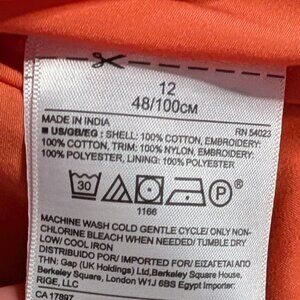 12
48/100CM
MADE IN INDIA
RN 54023
■ US/GB/EG : SHELL: 100% COTTON, EMBROIDERY:
100% COTTON, TRIM: 100% NYLON, EMBROIDERY:
100% POLYESTER, LINING: 100% POLYESTER
30
P
1166
MACHINE WASH COLD GENTLE CYCLE/ ONLY NON-
CHLORINE BLEACH WHEN NEEDED/ TUMBLE DRY
LOW/ COOL IRON
DISTRIBUIDO POR/ IMPORTED FOR/ ΕΙΣΑΓΕΤΑΙ ΑΠΟ
ΤΗΝ: Gap (UK Holdings) Ltd, Berkeley Square House,
Berkeley Square, London W1J 6BS Egypt Importer:
RIGE, LLC
CA 17897